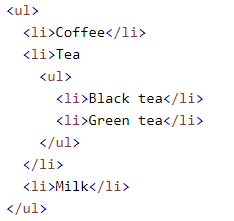 <ul>
  <li>Coffee</li>
  <li>Tea
    <ul>
      <li>Black tea</li>
      <li>Green tea</li>
    </ul>
  </li>
  <li>Milk</li>
</ul>